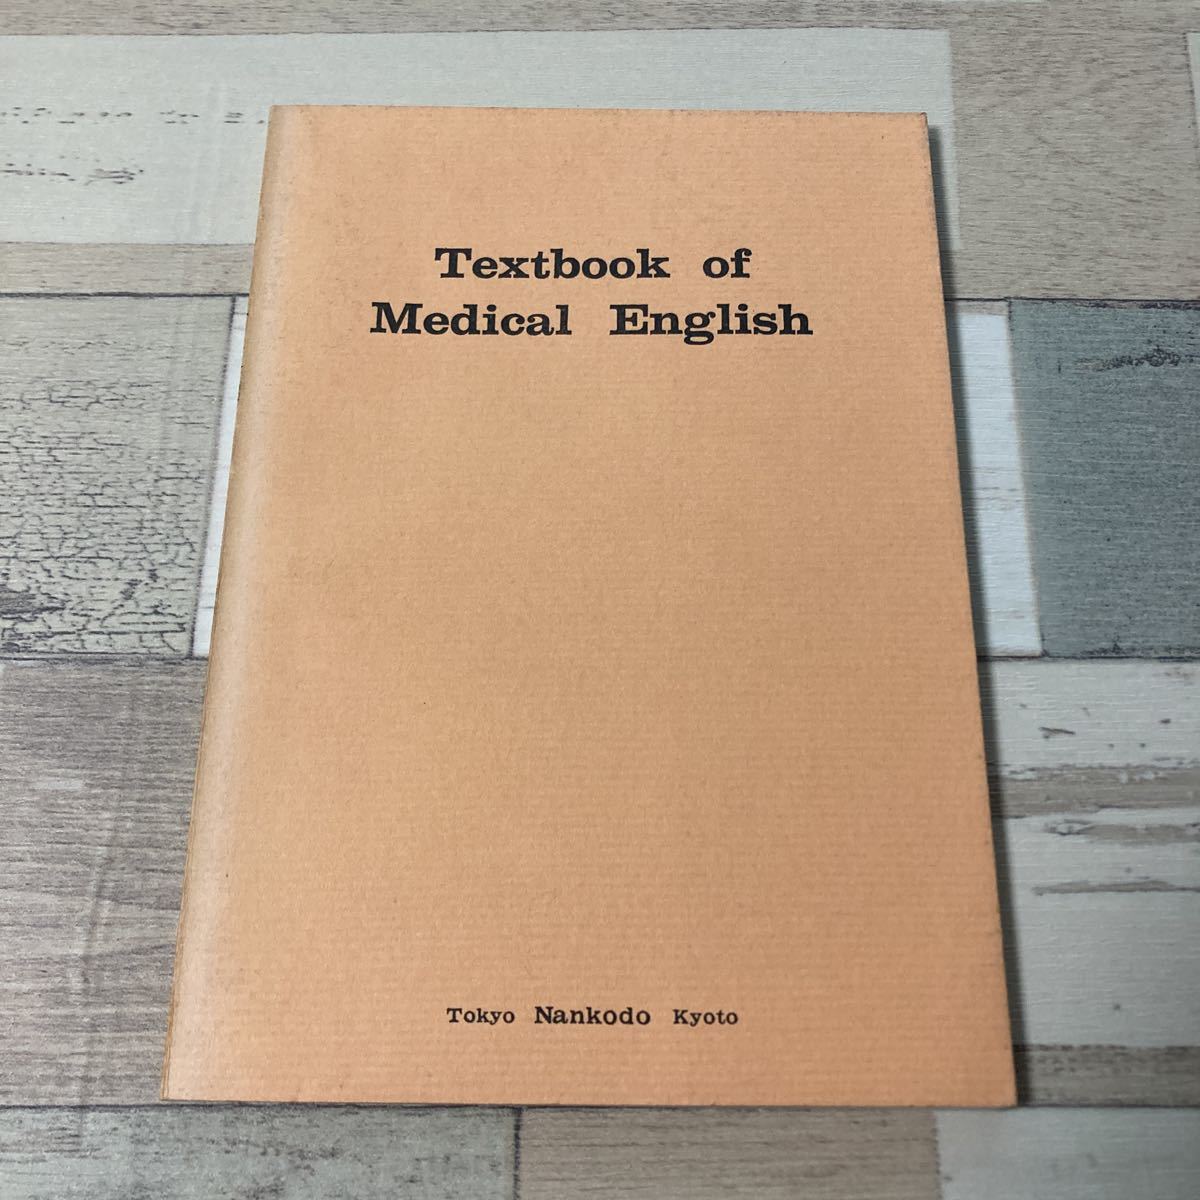 Textbook of
Medical English
Tokyo Nankodo Kyoto